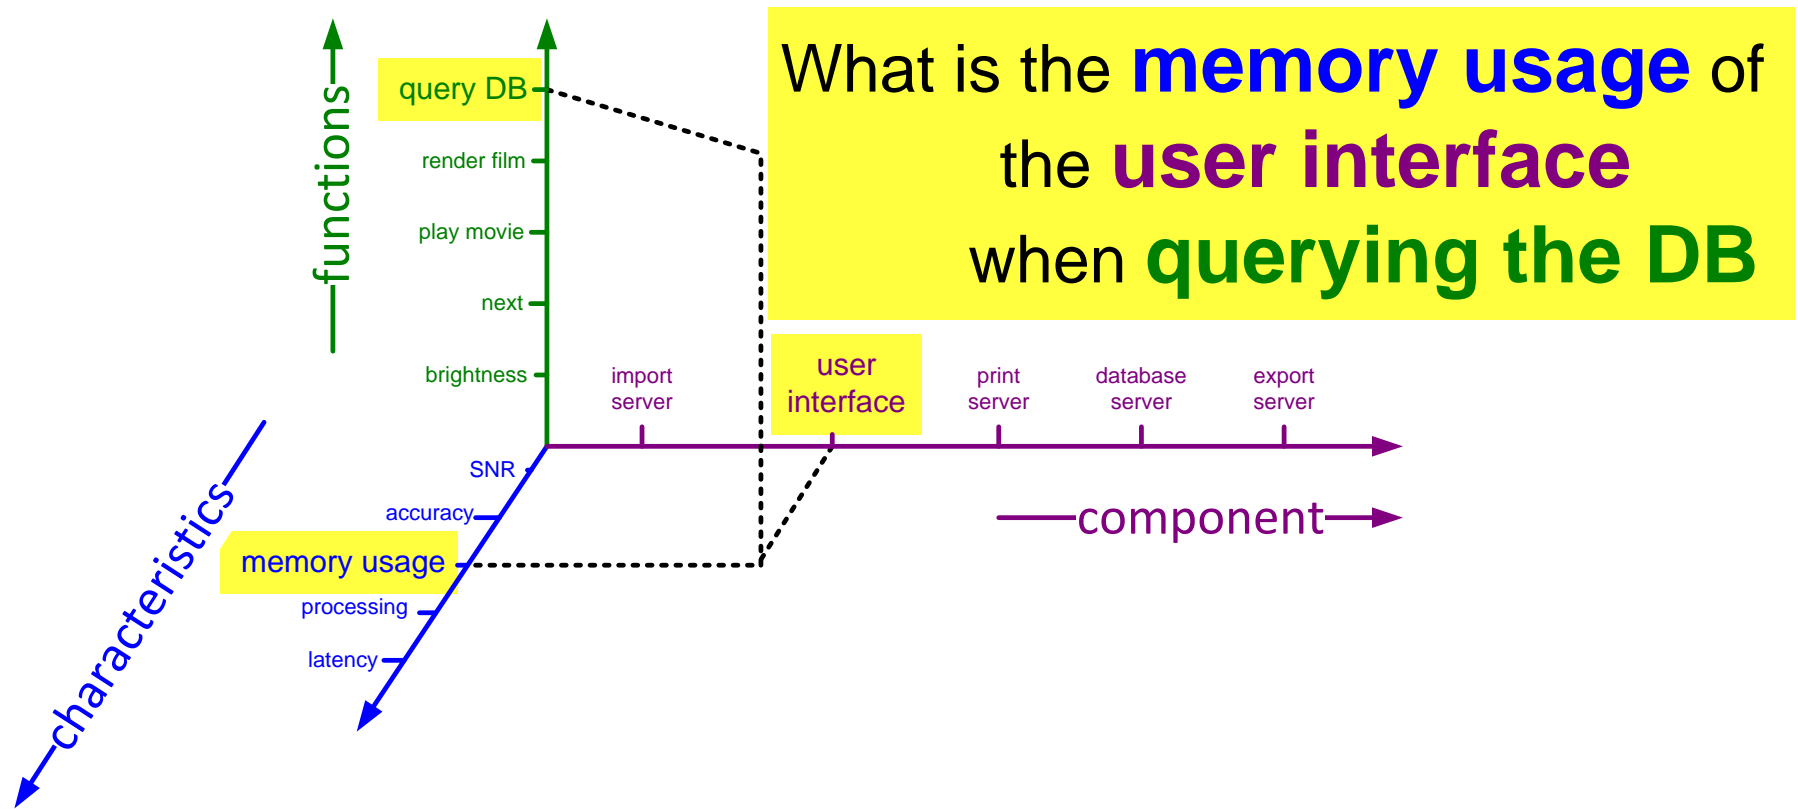 What is the memory usage of
the user interface
when querying the DB
functions
query DB
render film
play movie
next
brightness
import
server
user
interface
print
server
database
server
export
server
component
SNR
accuracy
memory usage
processing
latency
characteristics